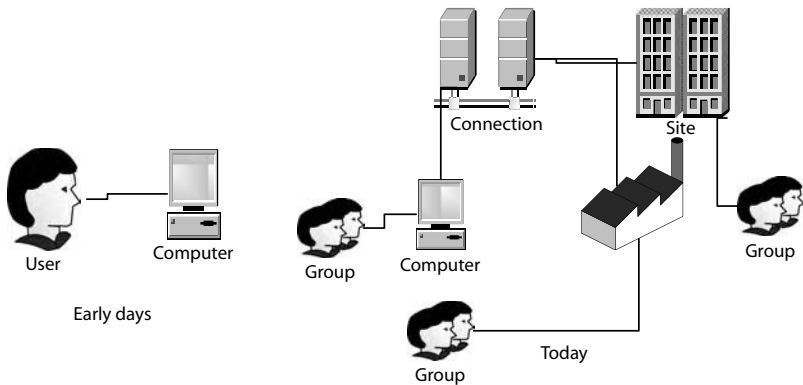 User
Computer
Early days
Connection
Site
Group
Computer
Group
Group
Today